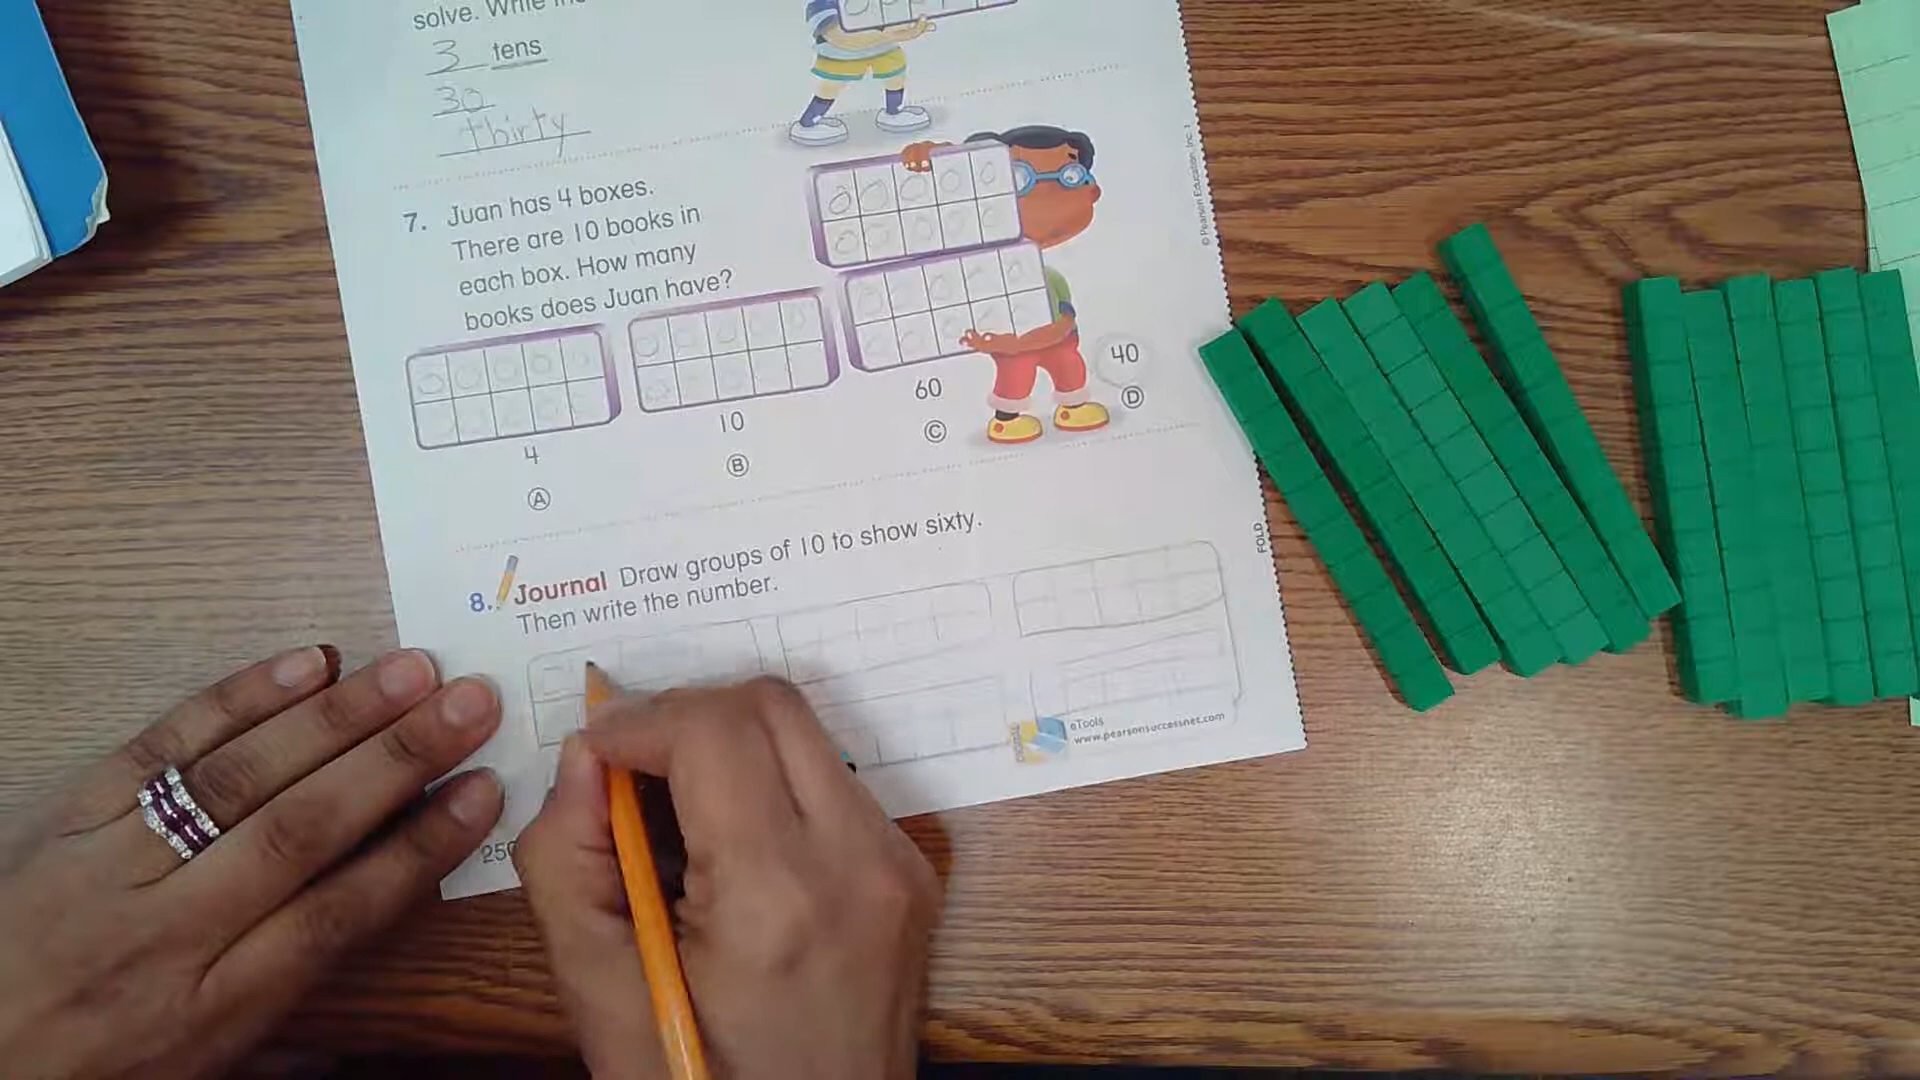 solve. Write the
3 tens
30
thirty
7. Juan has 4 boxes.
There are 10 books in
each box. How many
books does Juan have?
4
10
60
40
A
B
C
D
© Pearson Education, Inc. 1
FOLD
8. Journal Draw groups of 10 to show sixty.
Then write the number.
eTools
www.pearsonsuccessnet.com
250